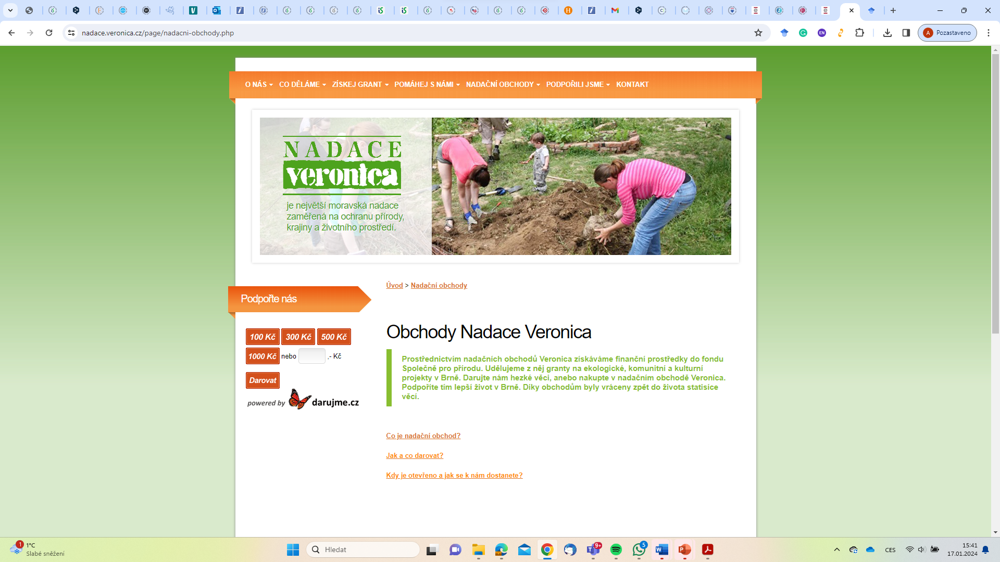 nadace.veronica.cz/page/nadacni-obchody.php
EN
A Pozastaveno
O NÁS CO DĚLÁME ZÍSKEJ GRANT POMÁHEJ S NÁMI NADAČNÍ OBCHODY PODPOŘILI JSME KONTAKT
NADACE
veronica
je největší moravská nadace
zaměřená na ochranu přírody,
krajiny a životního prostředí.
Úvod > Nadační obchody
Podpořte nás
100 Kč 300 Kč 500 Kč
1000 Kč nebo ,- Kč
Darovat
powered by darujme.cz
Obchody Nadace Veronica
Prostřednictvím nadačních obchodů Veronica získáváme finanční prostředky do fondu
Společně pro přírodu. Udělujeme z něj granty na ekologické, komunitní a kulturní
projekty v Brně. Darujte nám hezké věci, anebo nakupte v nadačním obchodě Veronica.
Podpoříte tím lepší život v Brně. Díky obchodům byly vráceny zpět do života statisíce
věcí.
Co je nadační obchod?
Jak a co darovat?
Kdy je otevřeno a jak se k nám dostanete?
1
1°C
Slabé sněžení
Hledat
9+
5
CES
15:41
17.01.2024